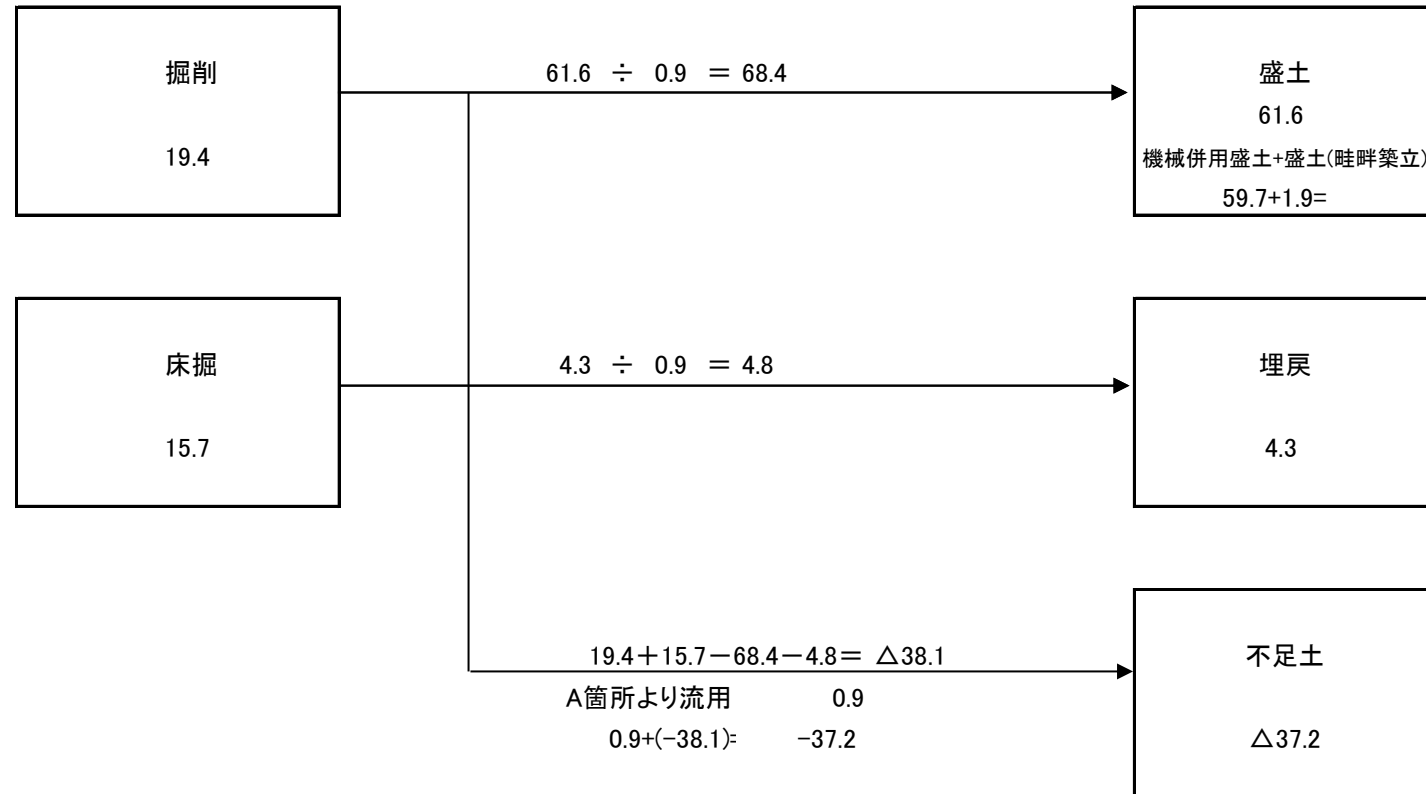 掘削
19.4
61.6 ÷ 0.9 ＝ 68.4
盛土
61.6
機械併用盛土+盛土(畦畔築立)
59.7+1.9=
床掘
15.7
4.3 ÷ 0.9 ＝ 4.8
埋戻
4.3
19.4＋15.7－68.4－4.8＝ △38.1
A箇所より流用 0.9
0.9+(-38.1)= -37.2
不足土
△37.2